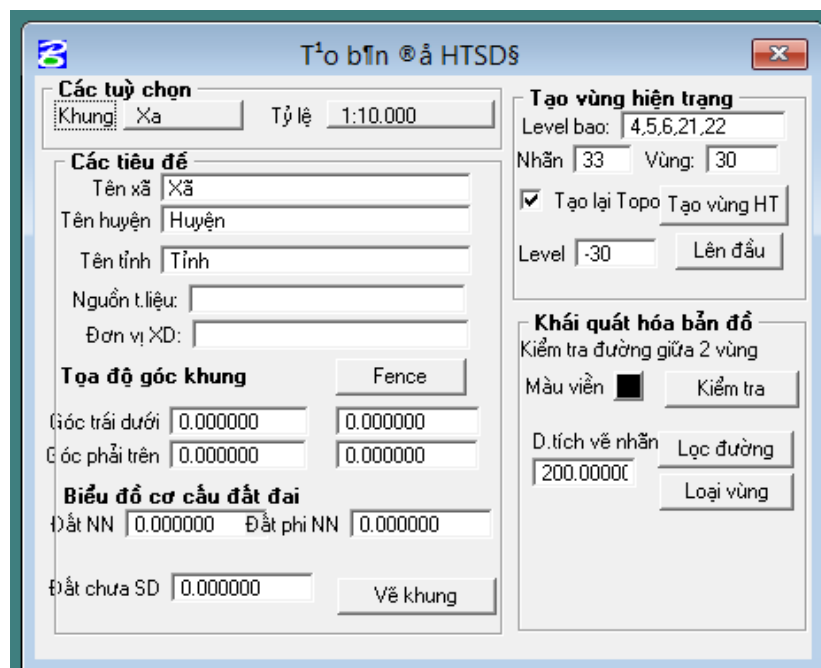 T¹o b¶n ®å HTSD§
Các tuỳ chọn
Khung Xa Tỷ lệ 1:10.000
Các tiêu đề
Tên xã Xã
Tên huyện Huyện
Tên tỉnh Tỉnh
Nguồn t.liệu:
Đơn vị XD:
Tọa độ góc khung Fence
Góc trái dưới 0.000000 0.000000
Góc phải trên 0.000000 0.000000
Biểu đồ cơ cấu đất đai
Đất NN 0.000000 Đất phi NN 0.000000
Đất chưa SD 0.000000 Vẽ khung
Tạo vùng hiện trạng
Level bao: 4,5,6,21,22
Nhãn 33 Vùng: 30
Tạo lại Topo Tạo vùng HT
Level -30 Lên đầu
Khái quát hóa bản đồ
Kiểm tra đường giữa 2 vùng
Màu viền Kiểm tra
D.tích vẽ nhãn Lọc đường
200.00000 Loại vùng